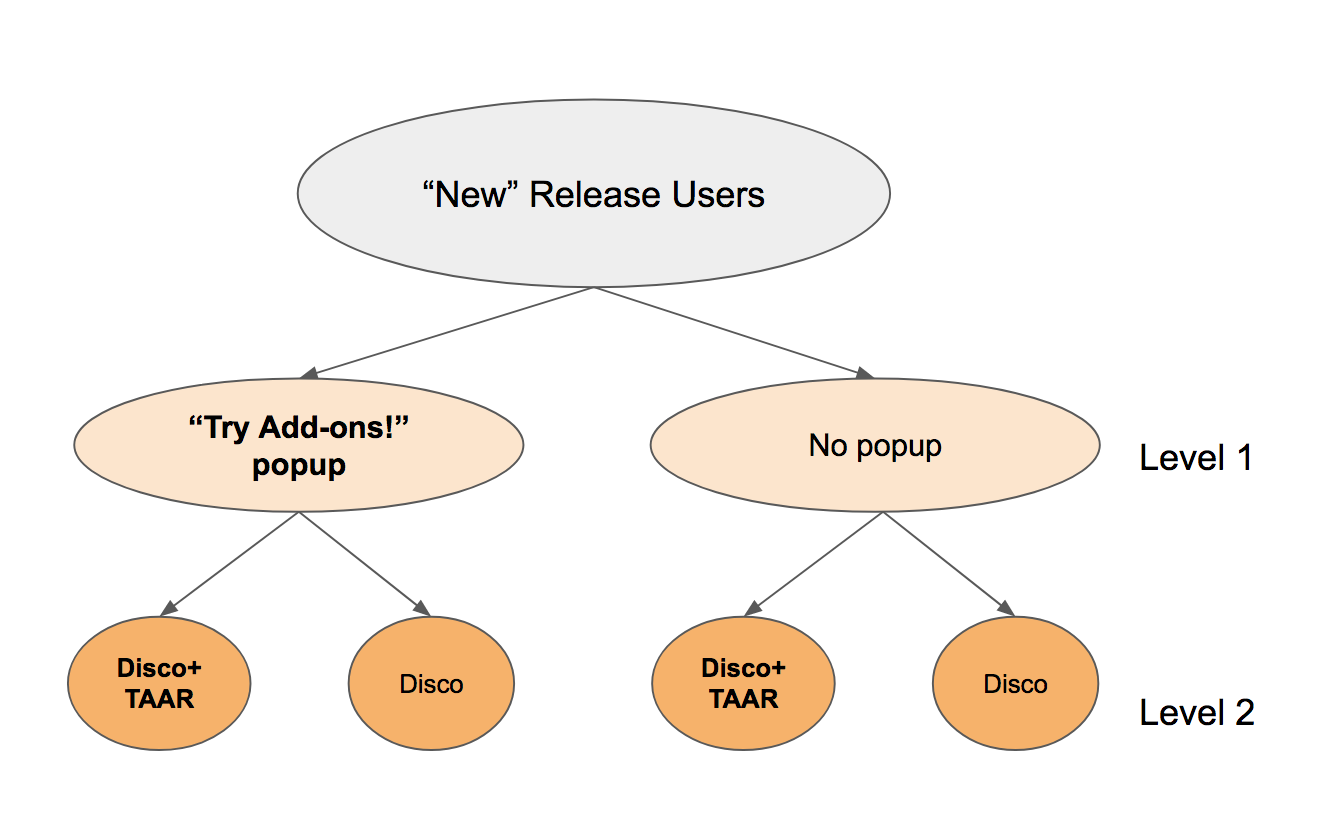 “New” Release Users
“Try Add-ons!”
popup
No popup
Level 1
Disco+
TAAR
Disco
Disco+
TAAR
Disco
Level 2